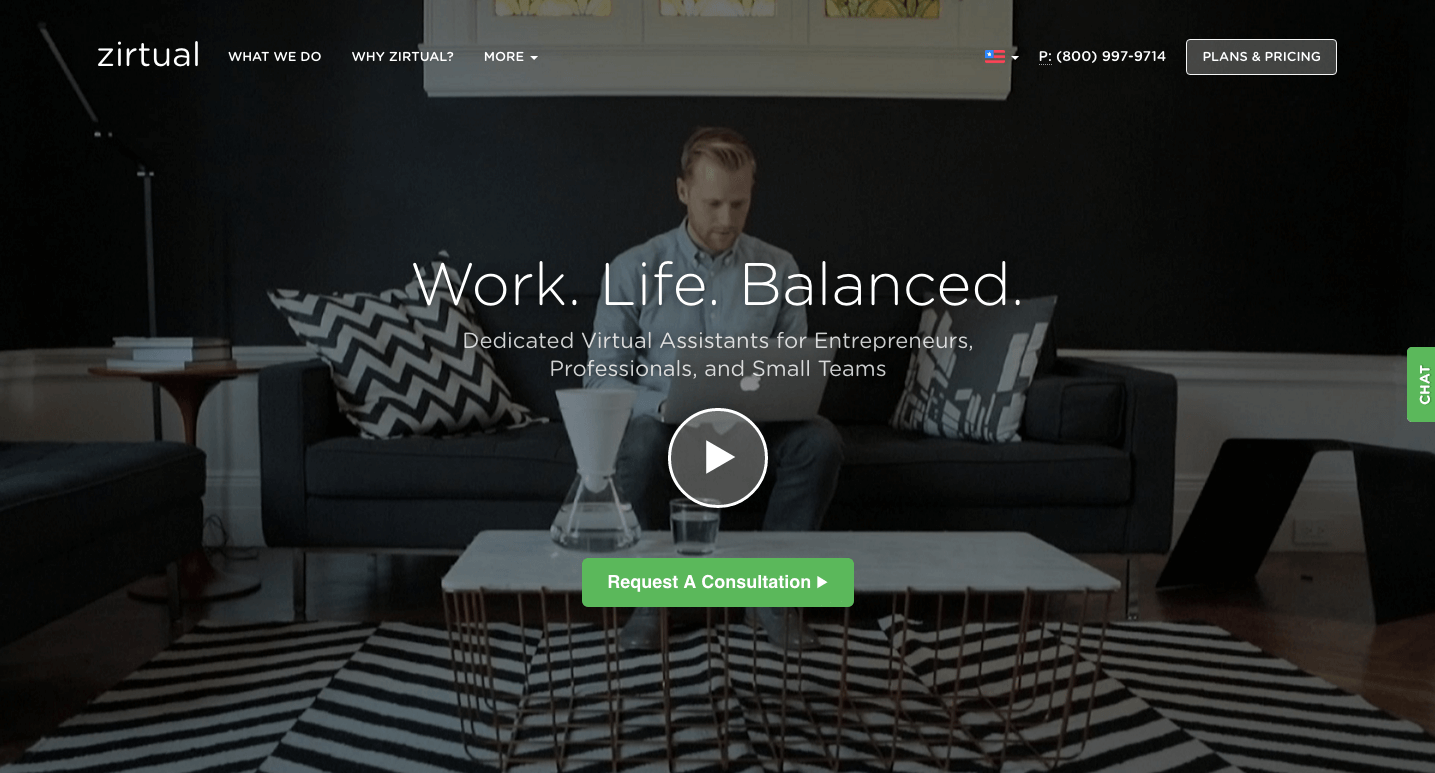 zirtual
WHAT WE DO
WHY ZIRTUAL?
MORE
P: (800) 997-9714
PLANS & PRICING
Work. Life. Balanced.
Dedicated Virtual Assistants for Entrepreneurs,
Professionals, and Small Teams
CHAT
Request A Consultation